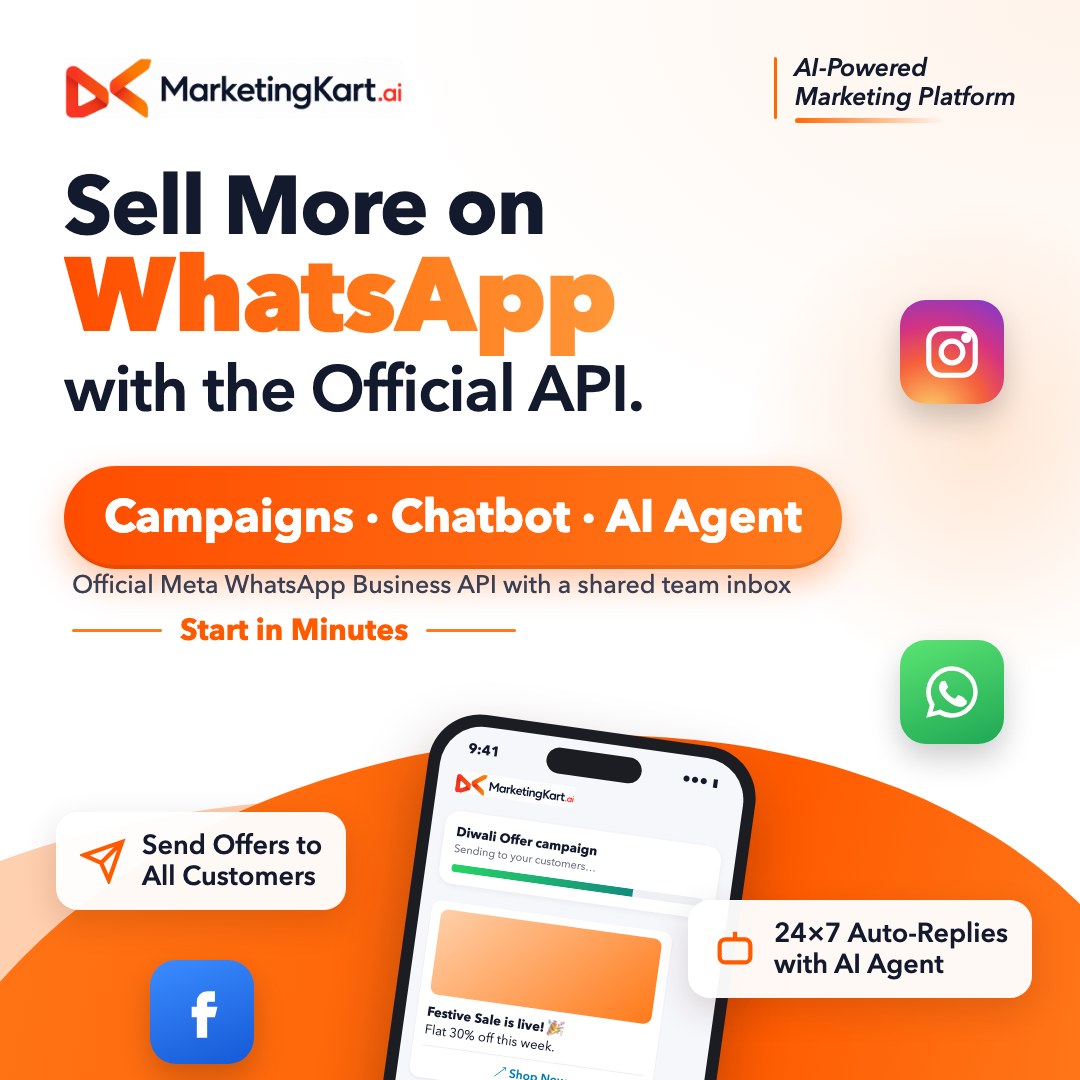 MarketingKart.ai
AI-Powered
Marketing Platform
Sell More on
WhatsApp
with the Official API.
Campaigns · Chatbot · AI Agent
Official Meta WhatsApp Business API with a shared team inbox
Start in Minutes
9:41
MarketingKart.ai
Diwali Offer campaign
Sending to your customers...
Send Offers to
All Customers
24×7 Auto-Replies
with AI Agent
Festive Sale is live! 🎉
Flat 30% off this week.
Shop Now